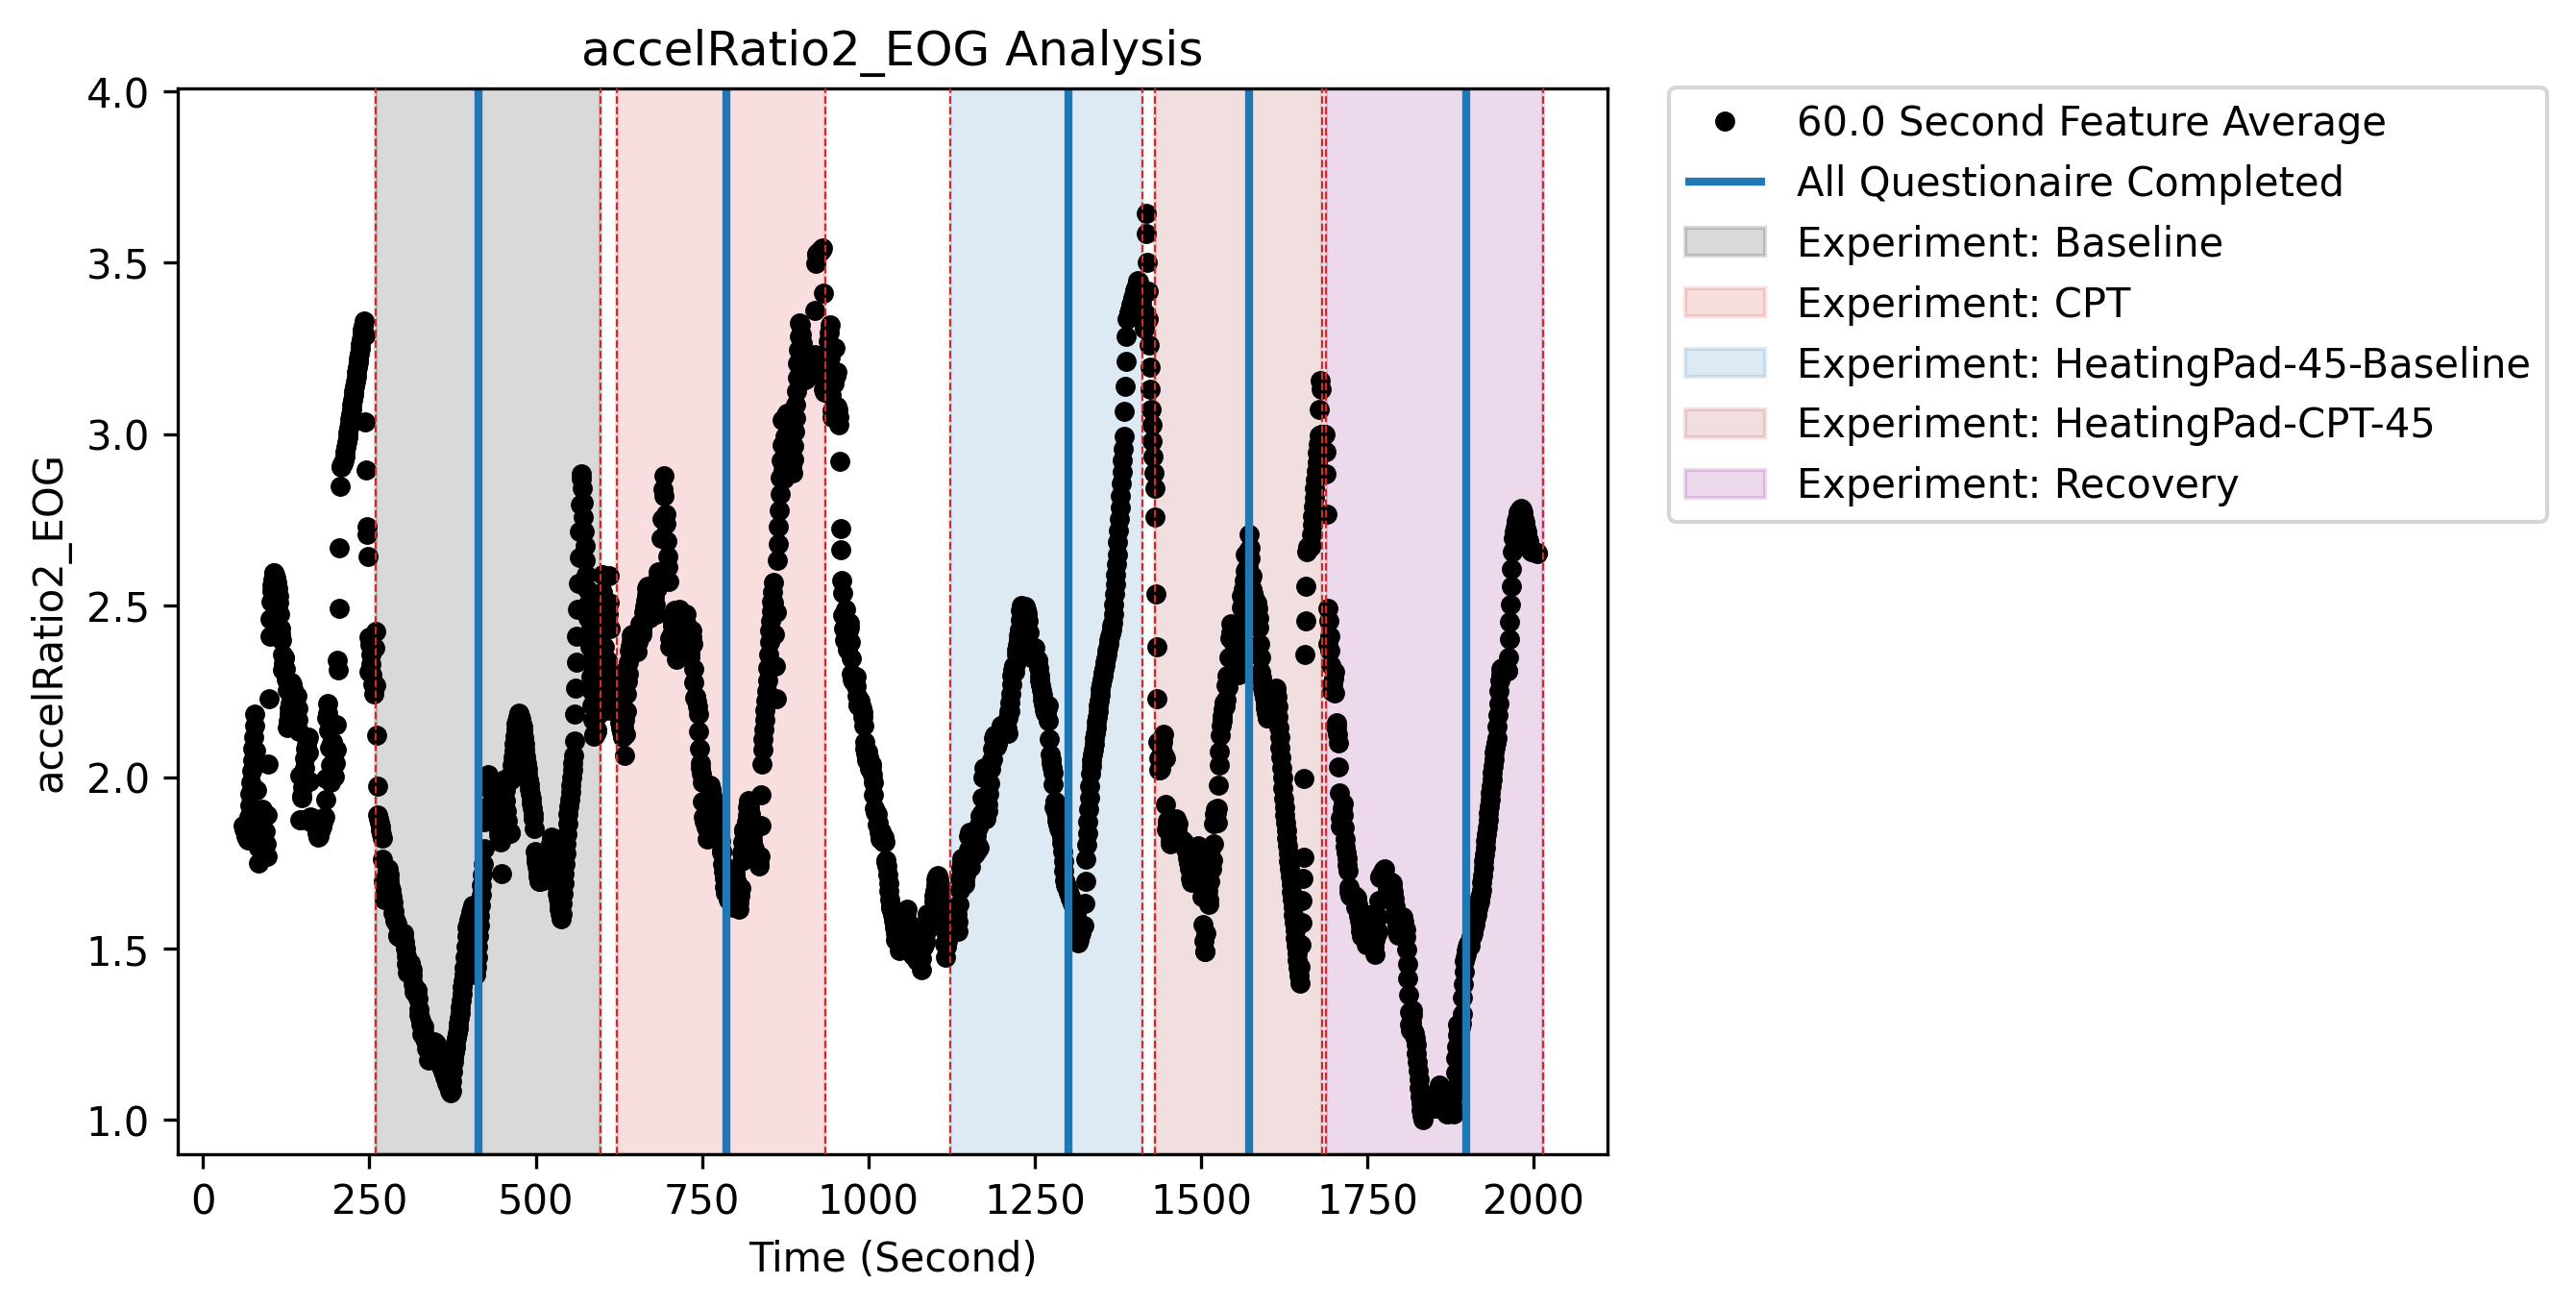 accelRatio2_EOG Analysis
accelRatio2_EOG
4.0
3.5
3.0
2.5
2.0
1.5
1.0
0 250 500 750 1000 1250 1500 1750 2000
Time (Second)
60.0 Second Feature Average
All Questionaire Completed
Experiment: Baseline
Experiment: CPT
Experiment: HeatingPad-45-Baseline
Experiment: HeatingPad-CPT-45
Experiment: Recovery